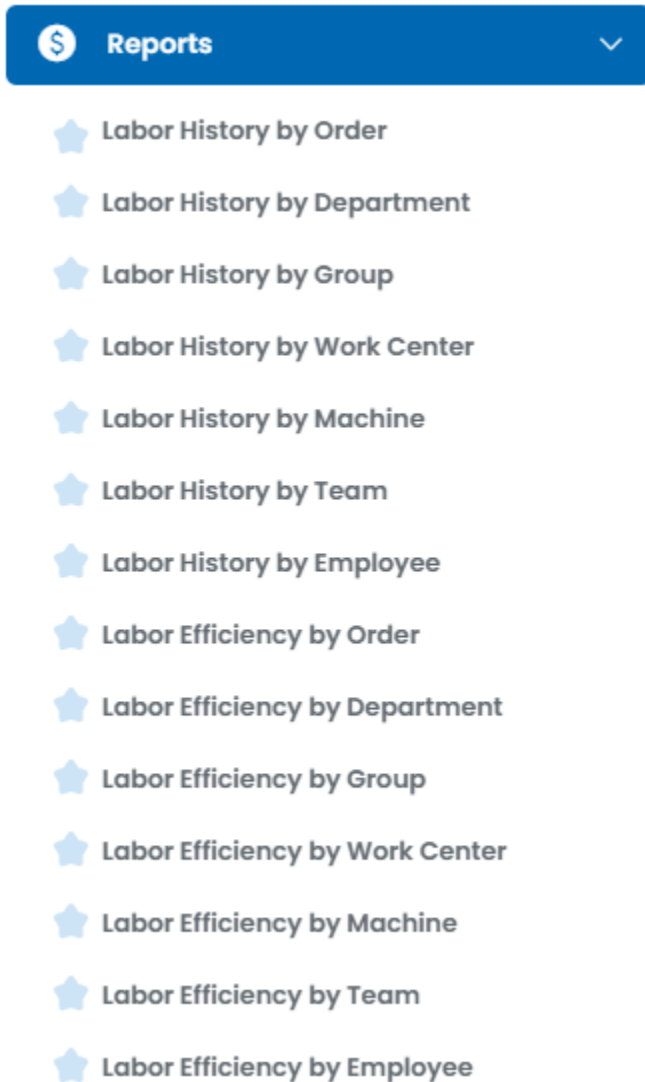 $ Reports
Labor History by Order
Labor History by Department
Labor History by Group
Labor History by Work Center
Labor History by Machine
Labor History by Team
Labor History by Employee
Labor Efficiency by Order
Labor Efficiency by Department
Labor Efficiency by Group
Labor Efficiency by Work Center
Labor Efficiency by Machine
Labor Efficiency by Team
Labor Efficiency by Employee